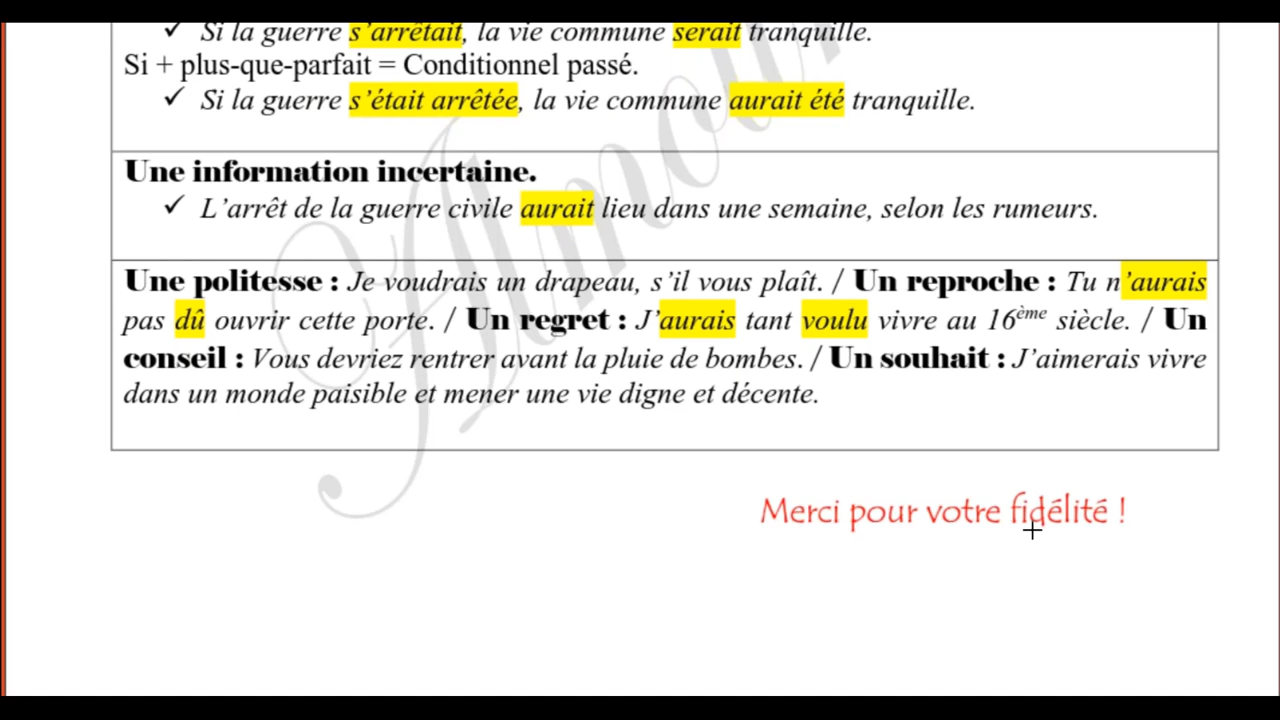 ✓ Si la guerre s’arrêtait, la vie commune serait tranquille.
Si + plus-que-parfait = Conditionnel passé.
✓ Si la guerre s’était arrêtée, la vie commune aurait été tranquille.
Une information incertaine.
✓ L’arrêt de la guerre civile aurait lieu dans une semaine, selon les rumeurs.
Une politesse : Je voudrais un drapeau, s’il vous plaît. / Un reproche : Tu n’aurais
pas dû ouvrir cette porte. / Un regret : J’aurais tant voulu vivre au 16ème siècle. / Un
conseil : Vous devriez rentrer avant la pluie de bombes. / Un souhait : J’aimerais vivre
dans un monde paisible et mener une vie digne et décente.
Merci pour votre fidélité !